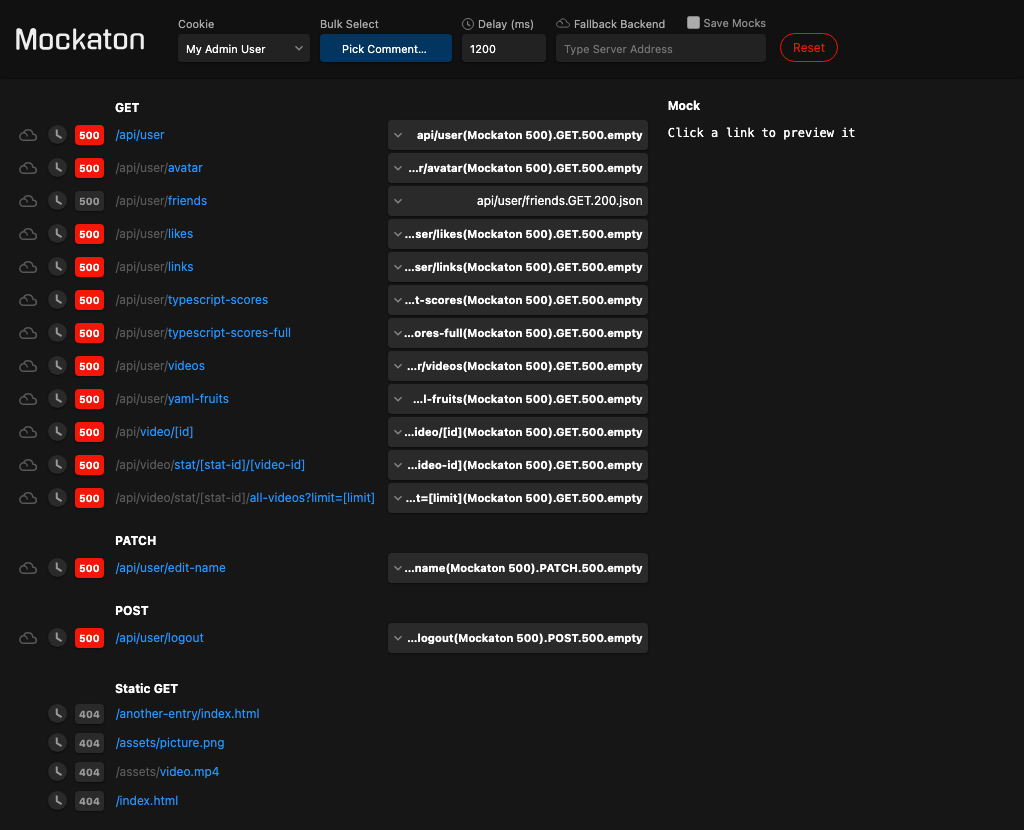 Mockaton
Cookie
My Admin User
Bulk Select
Pick Comment…
Delay (ms)
1200
Fallback Backend
Type Server Address
Save Mocks
Reset
GET
500 /api/user api/user(Mockaton 500).GET.500.empty
500 /api/user/avatar …r/avatar(Mockaton 500).GET.500.empty
500 /api/user/friends api/user/friends.GET.200.json
500 /api/user/likes …ser/likes(Mockaton 500).GET.500.empty
500 /api/user/links …ser/links(Mockaton 500).GET.500.empty
500 /api/user/typescript-scores …t-scores(Mockaton 500).GET.500.empty
500 /api/user/typescript-scores-full …ores-full(Mockaton 500).GET.500.empty
500 /api/user/videos …r/videos(Mockaton 500).GET.500.empty
500 /api/user/yaml-fruits …l-fruits(Mockaton 500).GET.500.empty
500 /api/video/[id] …ideo/[id](Mockaton 500).GET.500.empty
500 /api/video/stat/[stat-id]/[video-id] …ideo-id](Mockaton 500).GET.500.empty
500 /api/video/stat/[stat-id]/all-videos?limit=[limit] …t=[limit](Mockaton 500).GET.500.empty
PATCH
500 /api/user/edit-name …name(Mockaton 500).PATCH.500.empty
POST
500 /api/user/logout …logout(Mockaton 500).POST.500.empty
Static GET
404 /another-entry/index.html
404 /assets/picture.png
404 /assets/video.mp4
404 /index.html
Mock
Click a link to preview it